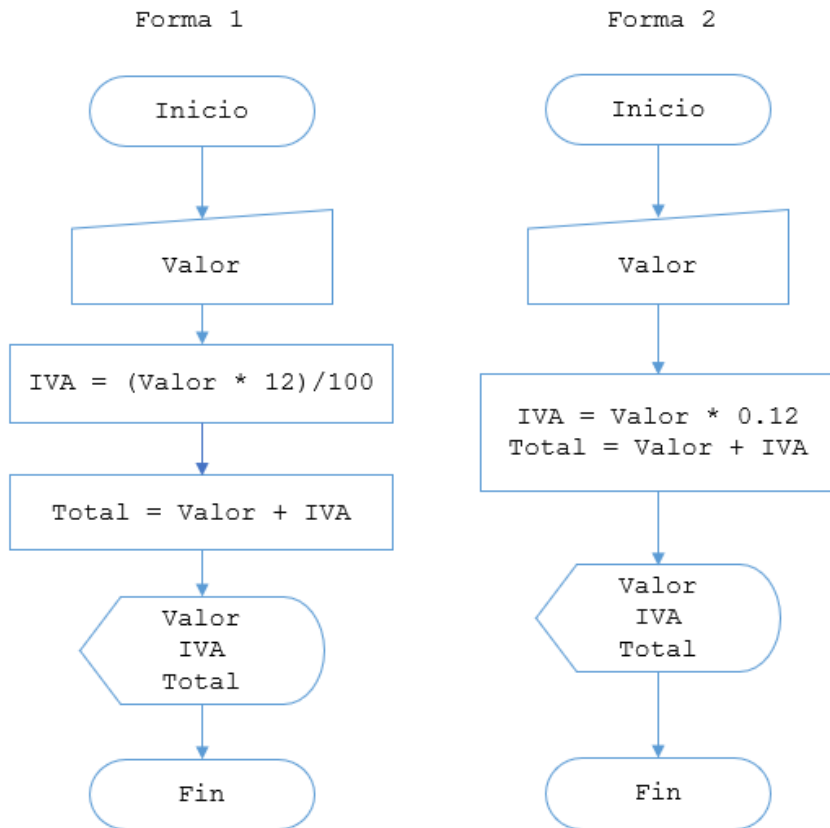 Forma 1
Inicio
Valor
IVA = (Valor * 12)/100
Total = Valor + IVA
Valor
IVA
Total
Fin
Forma 2
Inicio
Valor
IVA = Valor * 0.12
Total = Valor + IVA
Valor
IVA
Total
Fin